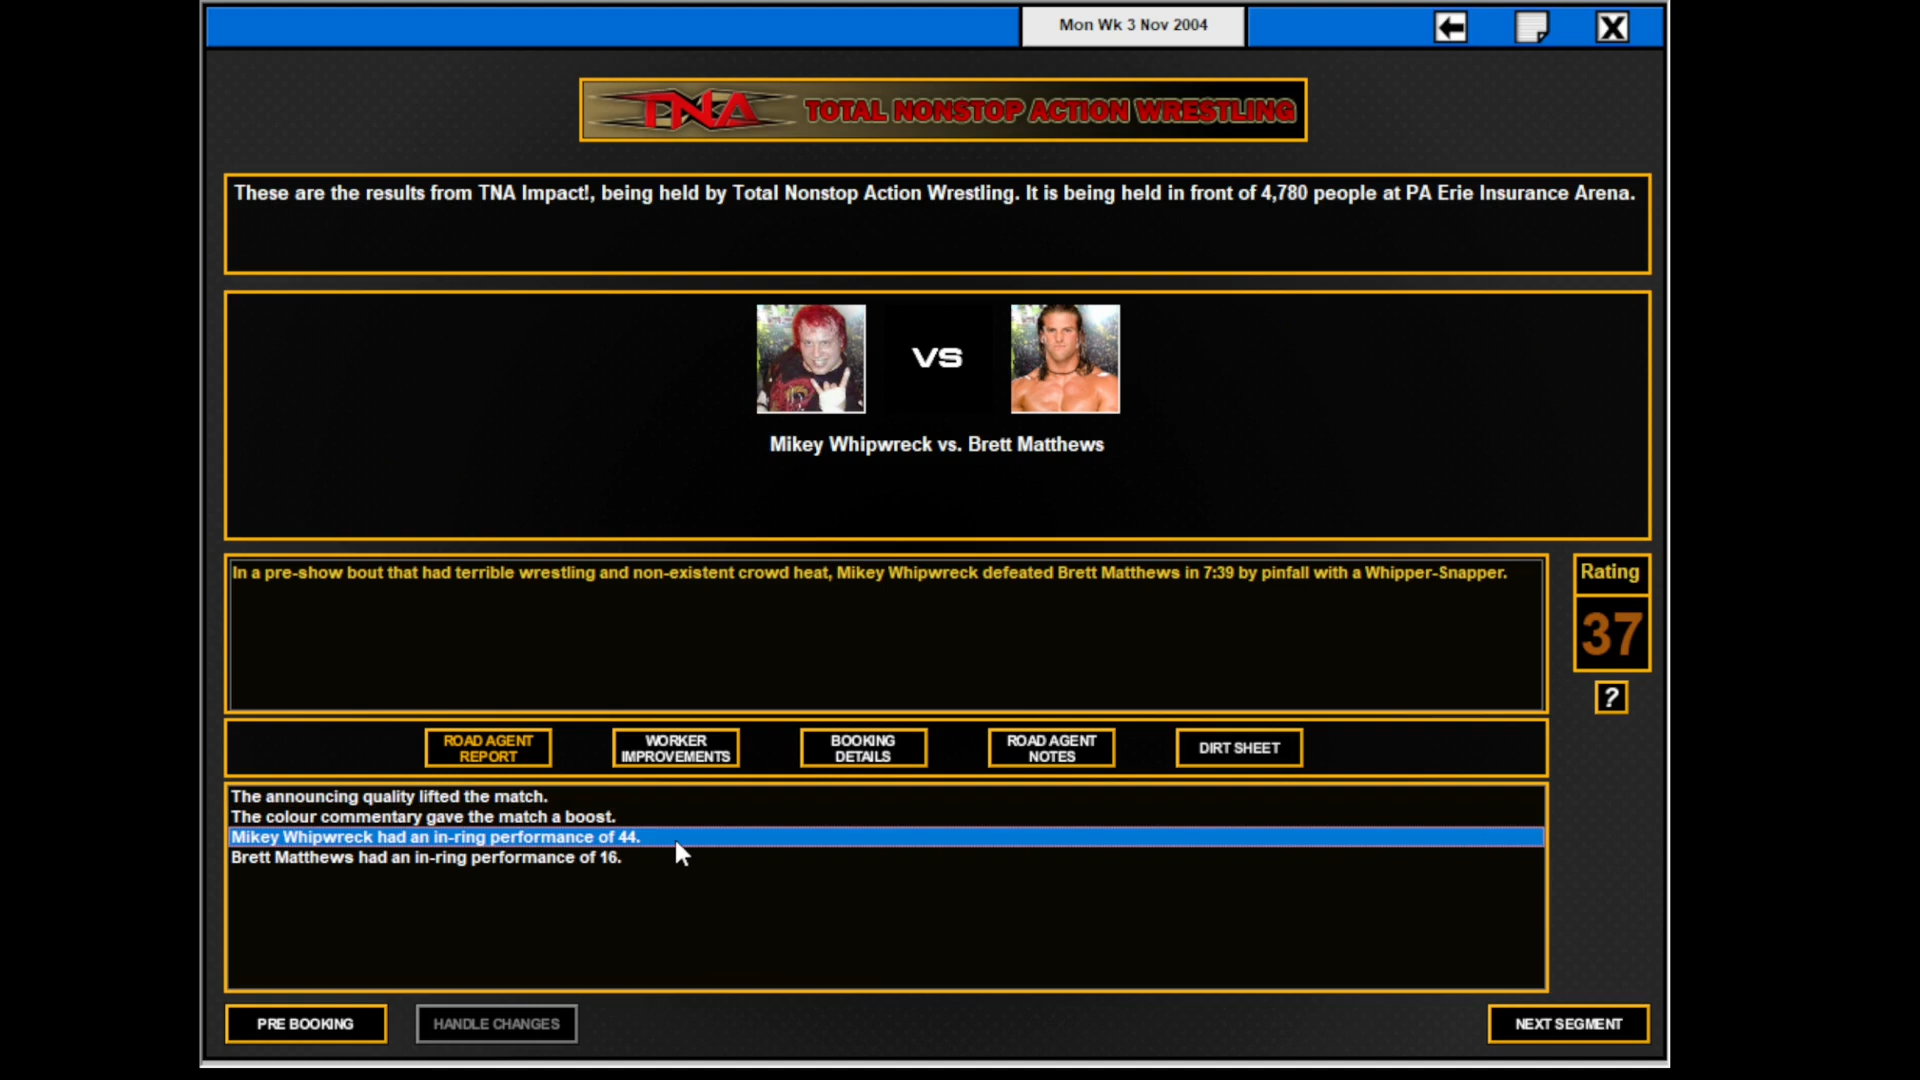 Mon Wk 3 Nov 2004
TNA TOTAL NONSTOP ACTION WRESTLING
These are the results from TNA Impact!, being held by Total Nonstop Action Wrestling. It is being held in front of 4,780 people at PA Erie Insurance Arena.
VS
Mikey Whipwreck vs. Brett Matthews
In a pre-show bout that had terrible wrestling and non-existent crowd heat, Mikey Whipwreck defeated Brett Matthews in 7:39 by pinfall with a Whipper-Snapper.
Rating
37
?
ROAD AGENT
REPORT
WORKER
IMPROVEMENTS
BOOKING
DETAILS
ROAD AGENT
NOTES
DIRT SHEET
The announcing quality lifted the match.
The colour commentary gave the match a boost.
Mikey Whipwreck had an in-ring performance of 44.
Brett Matthews had an in-ring performance of 16.
PRE BOOKING
HANDLE CHANGES
NEXT SEGMENT